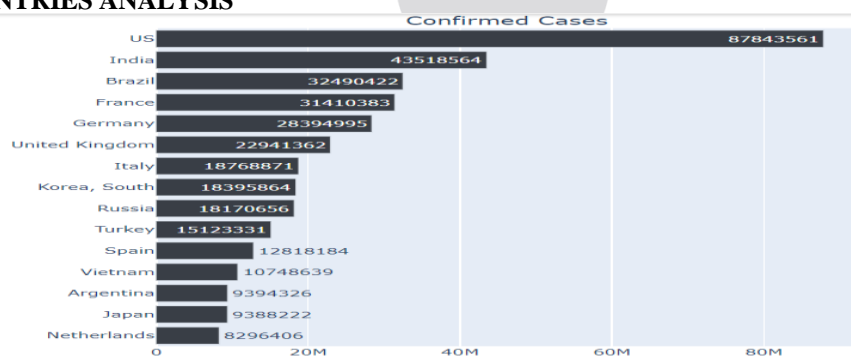 NTRIES ANALYSIS
Confirmed Cases
US 87843561
India 43518564
Brazil 32490422
France 31410383
Germany 28394995
United Kingdom 22941362
Italy 18768871
Korea, South 18395864
Russia 18170656
Turkey 15123331
Spain 12818184
Vietnam 10748639
Argentina 9394326
Japan 9388222
Netherlands 8296406
0 20M 40M 60M 80M